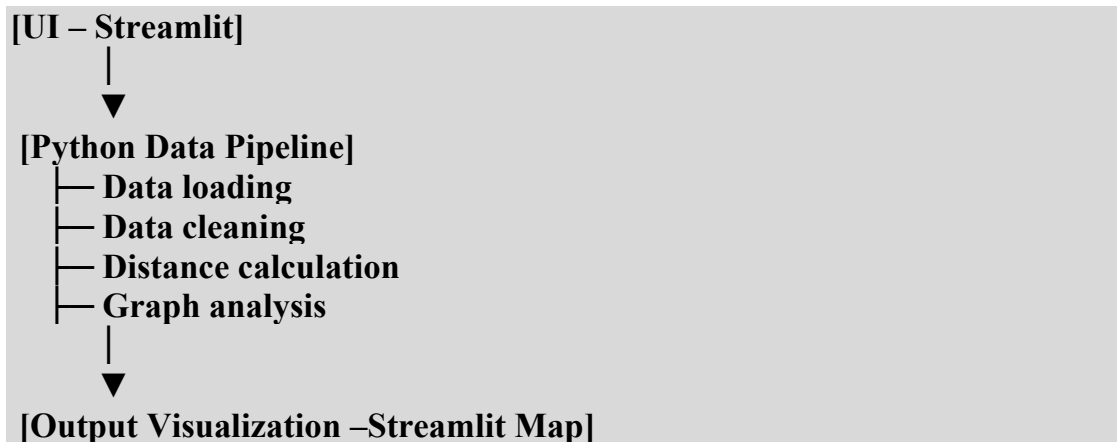 [UI – Streamlit]
│
▼
[Python Data Pipeline]
├─ Data loading
├─ Data cleaning
├─ Distance calculation
├─ Graph analysis
│
▼
[Output Visualization –Streamlit Map]